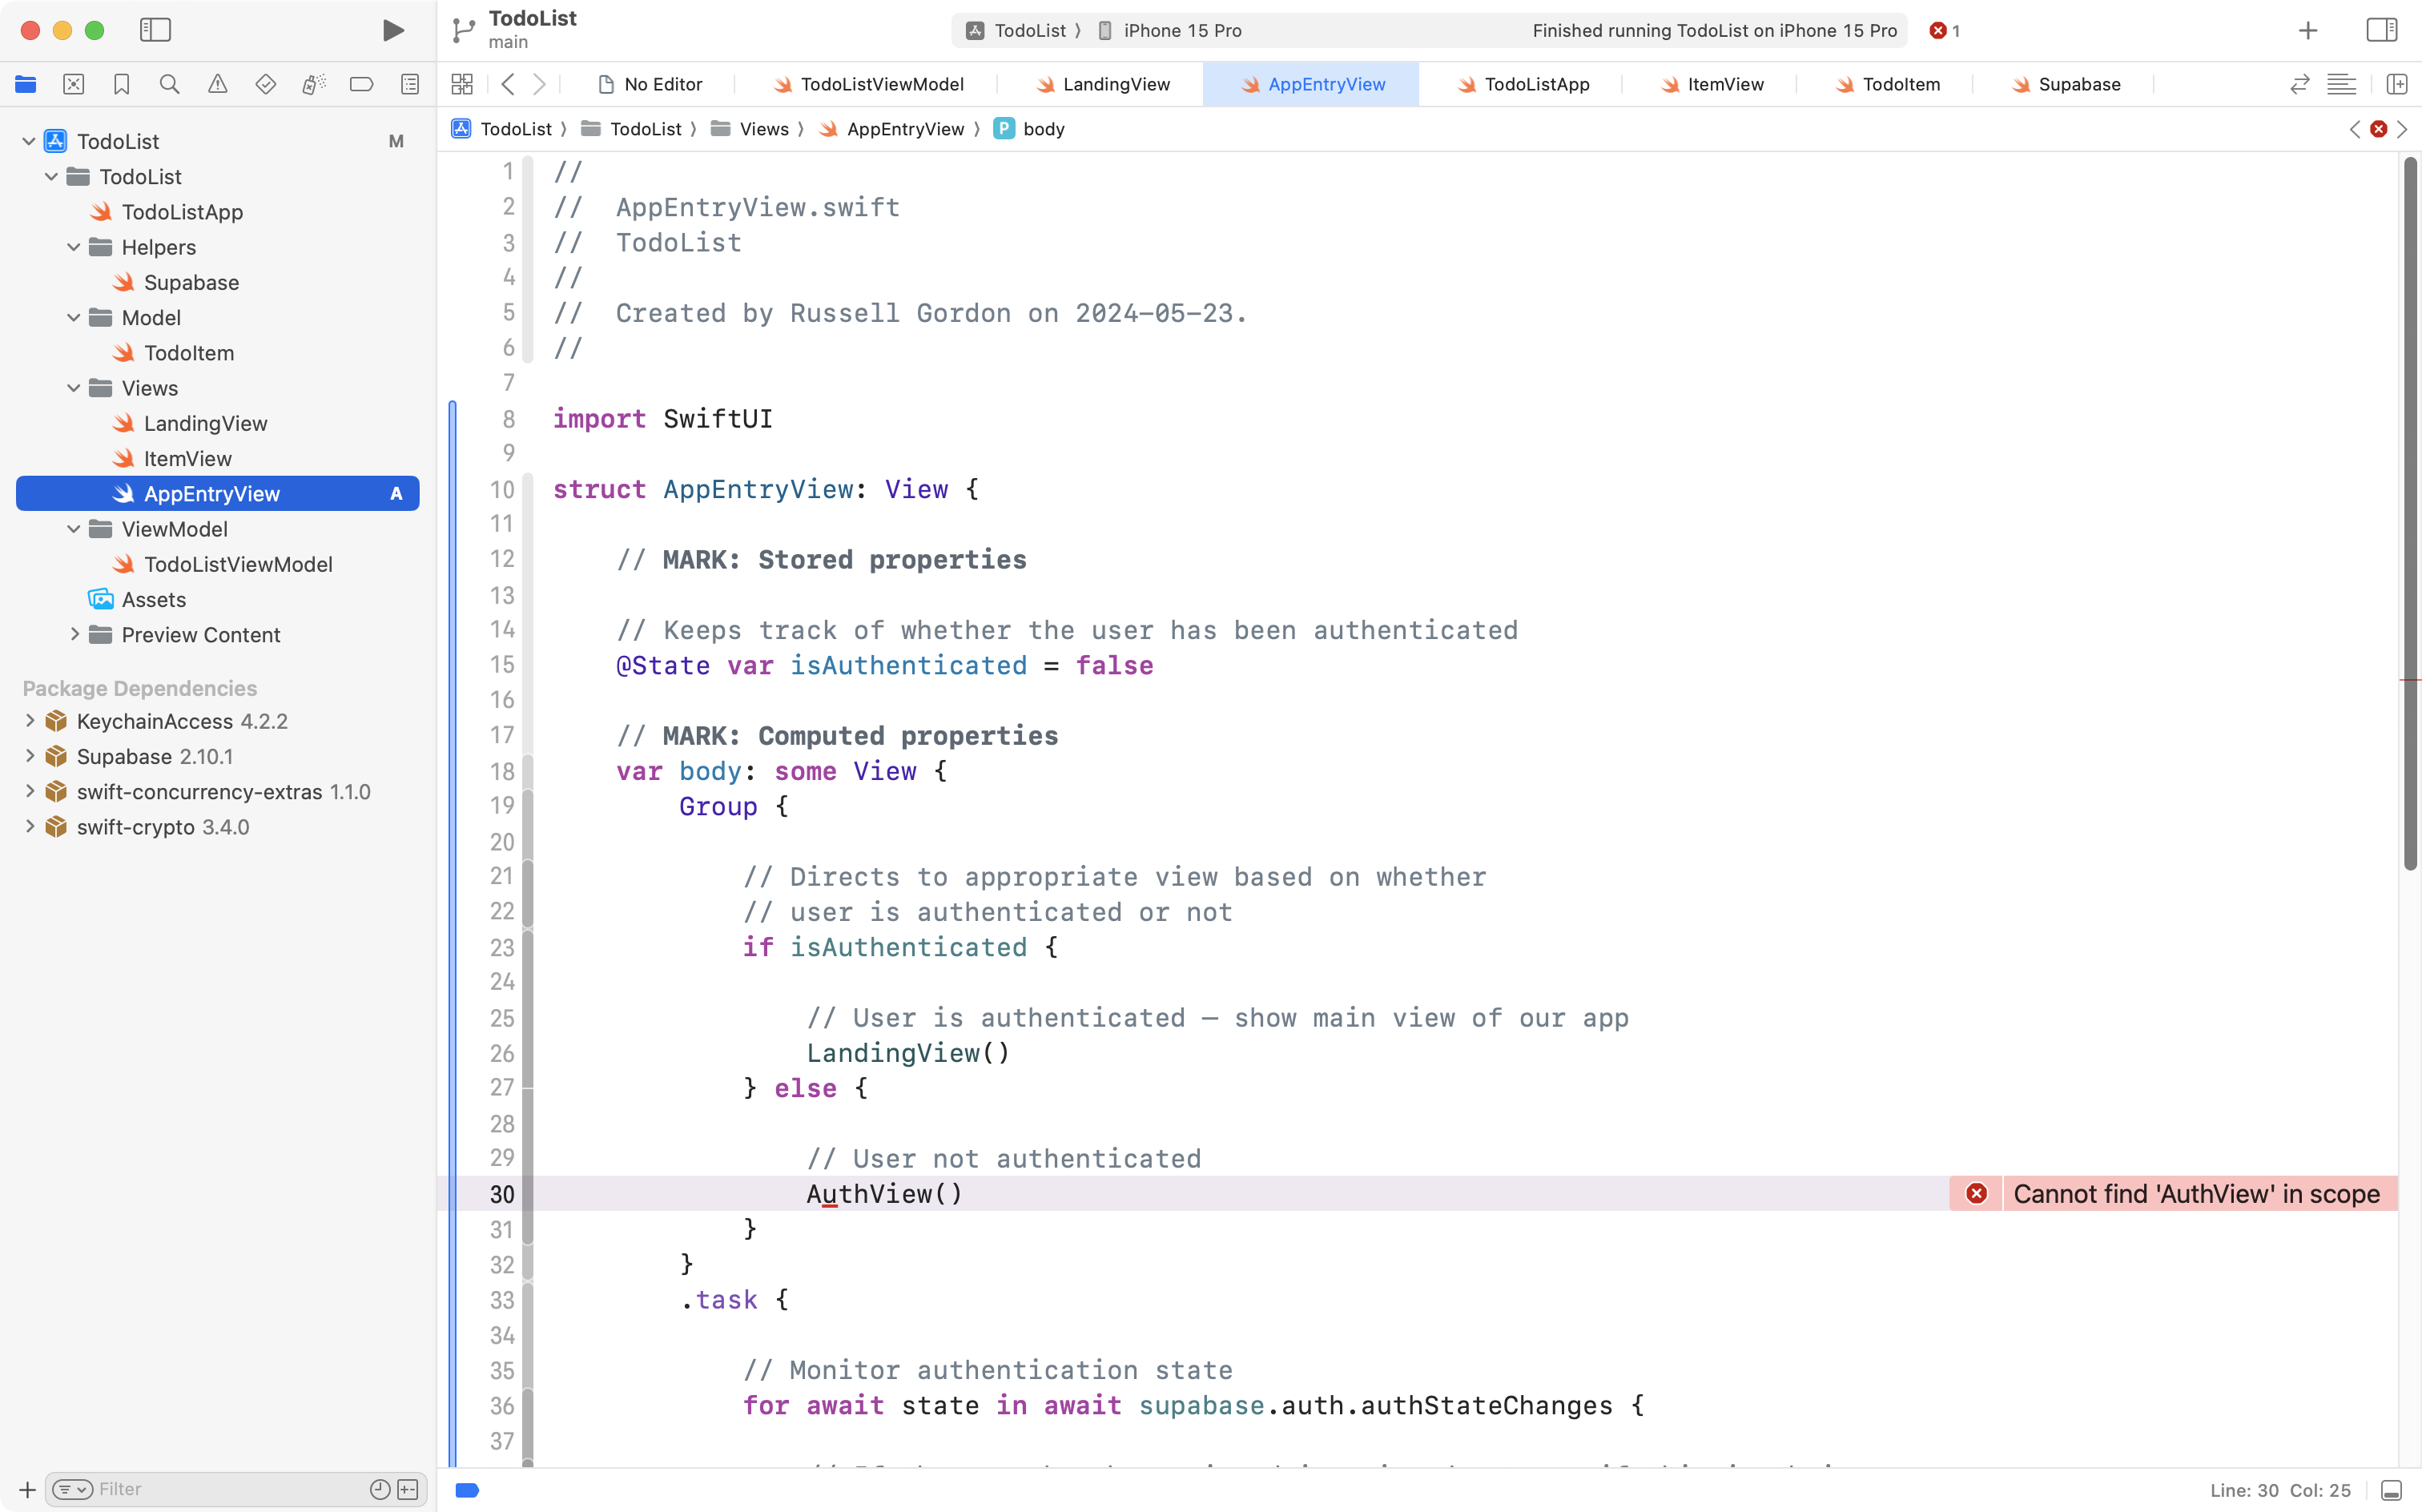 TodoList
main
TodoList 〉 iPhone 15 Pro
Finished running TodoList on iPhone 15 Pro
1
No Editor
TodoListViewModel
LandingView
AppEntryView
TodoListApp
ItemView
TodoItem
Supabase
TodoList 〉 TodoList 〉 Views 〉 AppEntryView 〉 P body
TodoList M
TodoList
TodoListApp
Helpers
Supabase
Model
TodoItem
Views
LandingView
ItemView
AppEntryView A
ViewModel
TodoListViewModel
Assets
Preview Content
Package Dependencies
KeychainAccess 4.2.2
Supabase 2.10.1
swift-concurrency-extras 1.1.0
swift-crypto 3.4.0
Filter
1 //
2 //  AppEntryView.swift
3 //  TodoList
4 //
5 //  Created by Russell Gordon on 2024-05-23.
6 //
7
8 import SwiftUI
9
10 struct AppEntryView: View {
11
12     // MARK: Stored properties
13
14     // Keeps track of whether the user has been authenticated
15     @State var isAuthenticated = false
16
17     // MARK: Computed properties
18     var body: some View {
19         Group {
20
21             // Directs to appropriate view based on whether
22             // user is authenticated or not
23             if isAuthenticated {
24
25                 // User is authenticated – show main view of our app
26                 LandingView()
27             } else {
28
29                 // User not authenticated
30                 AuthView()
Cannot find 'AuthView' in scope
31             }
32         }
33         .task {
34
35             // Monitor authentication state
36             for await state in await supabase.auth.authStateChanges {
37
Line: 30 Col: 25